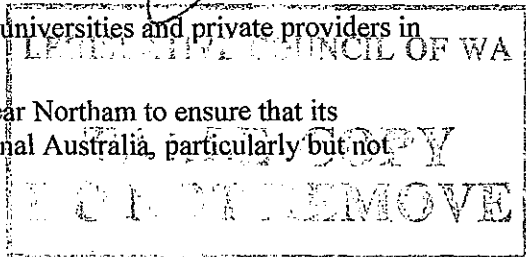 universities and private providers in
LEGISLATIVE COUNCIL OF WA
ear Northam to ensure that its
nal Australia, particularly but not
COPY
REMOVE